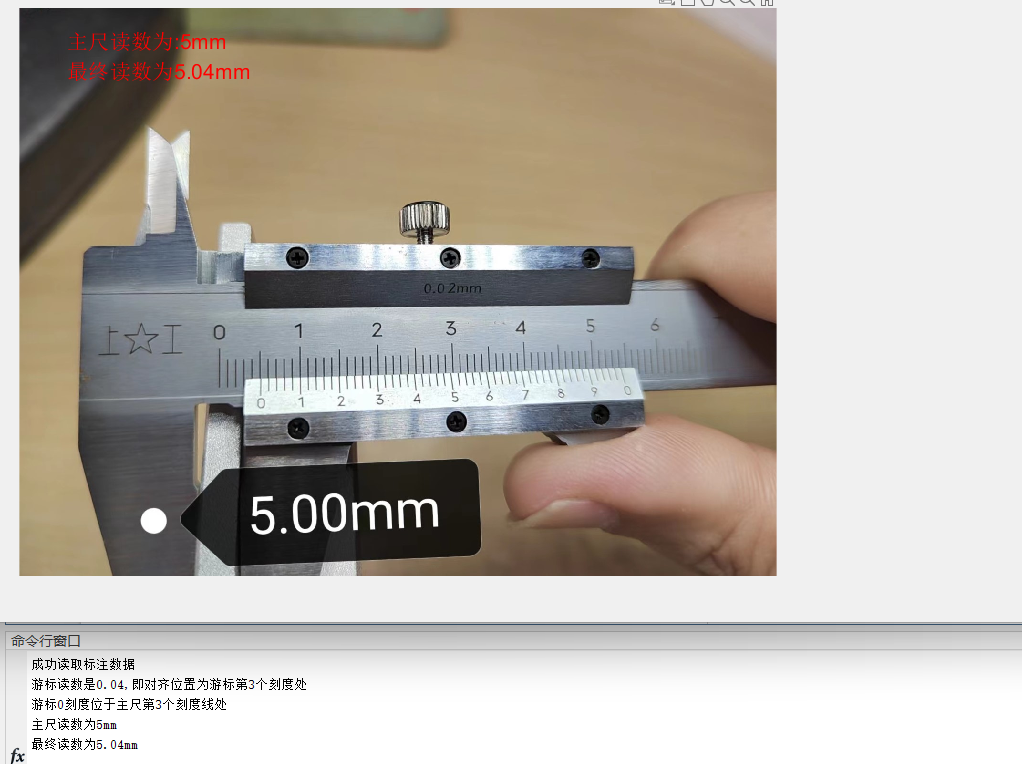 主尺读数为:5mm
最终读数为5.04mm
0.02mm
上☆工 0 1 2 3 4 5 6 7
0 1 2 3 4 5 6 7 8 9 0
5.00mm
命令行窗口
成功读取标注数据
游标读数是0.04,即对齐位置为游标第3个刻度处
游标0刻度位于主尺第3个刻度线处
主尺读数为5mm
最终读数为5.04mm
fx